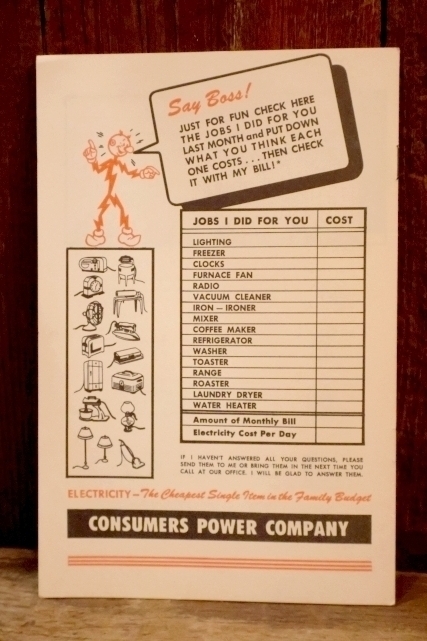 Say Boss!
JUST FOR FUN CHECK HERE
THE JOBS I DID FOR YOU
LAST MONTH and PUT DOWN
WHAT YOU THINK EACH
ONE COSTS . . . THEN CHECK
IT WITH MY BILL!*
JOBS I DID FOR YOU COST
LIGHTING
FREEZER
CLOCKS
FURNACE FAN
RADIO
VACUUM CLEANER
IRON — IRONER
MIXER
COFFEE MAKER
REFRIGERATOR
WASHER
TOASTER
RANGE
ROASTER
LAUNDRY DRYER
WATER HEATER
Amount of Monthly Bill
Electricity Cost Per Day
IF I HAVEN'T ANSWERED ALL YOUR QUESTIONS, PLEASE
SEND THEM TO ME OR BRING THEM IN THE NEXT TIME YOU
CALL AT OUR OFFICE. I WILL BE GLAD TO ANSWER THEM.
ELECTRICITY — The Cheapest Single Item in the Family Budget
CONSUMERS POWER COMPANY